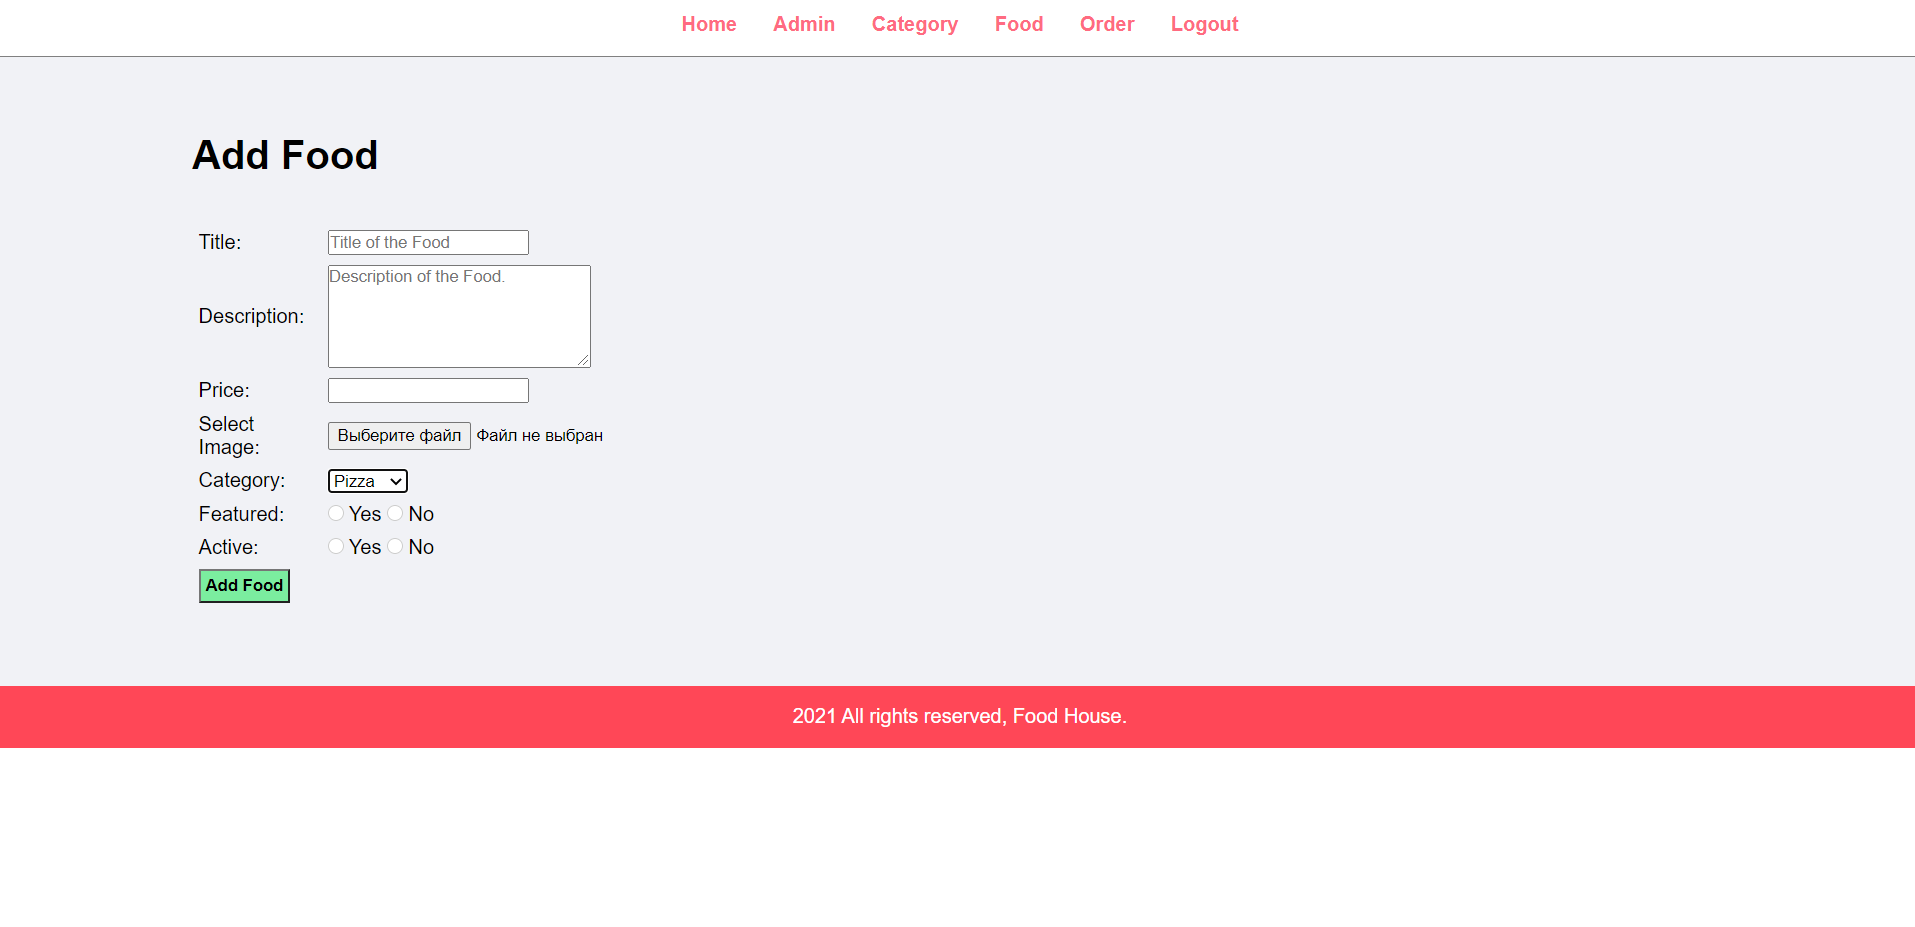 Home Admin Category Food Order Logout
Add Food
Title: Title of the Food
Description: Description of the Food.
Price:
Select
Image: Выберите файл Файл не выбран
Category: Pizza
Featured: Yes No
Active: Yes No
Add Food
2021 All rights reserved, Food House.